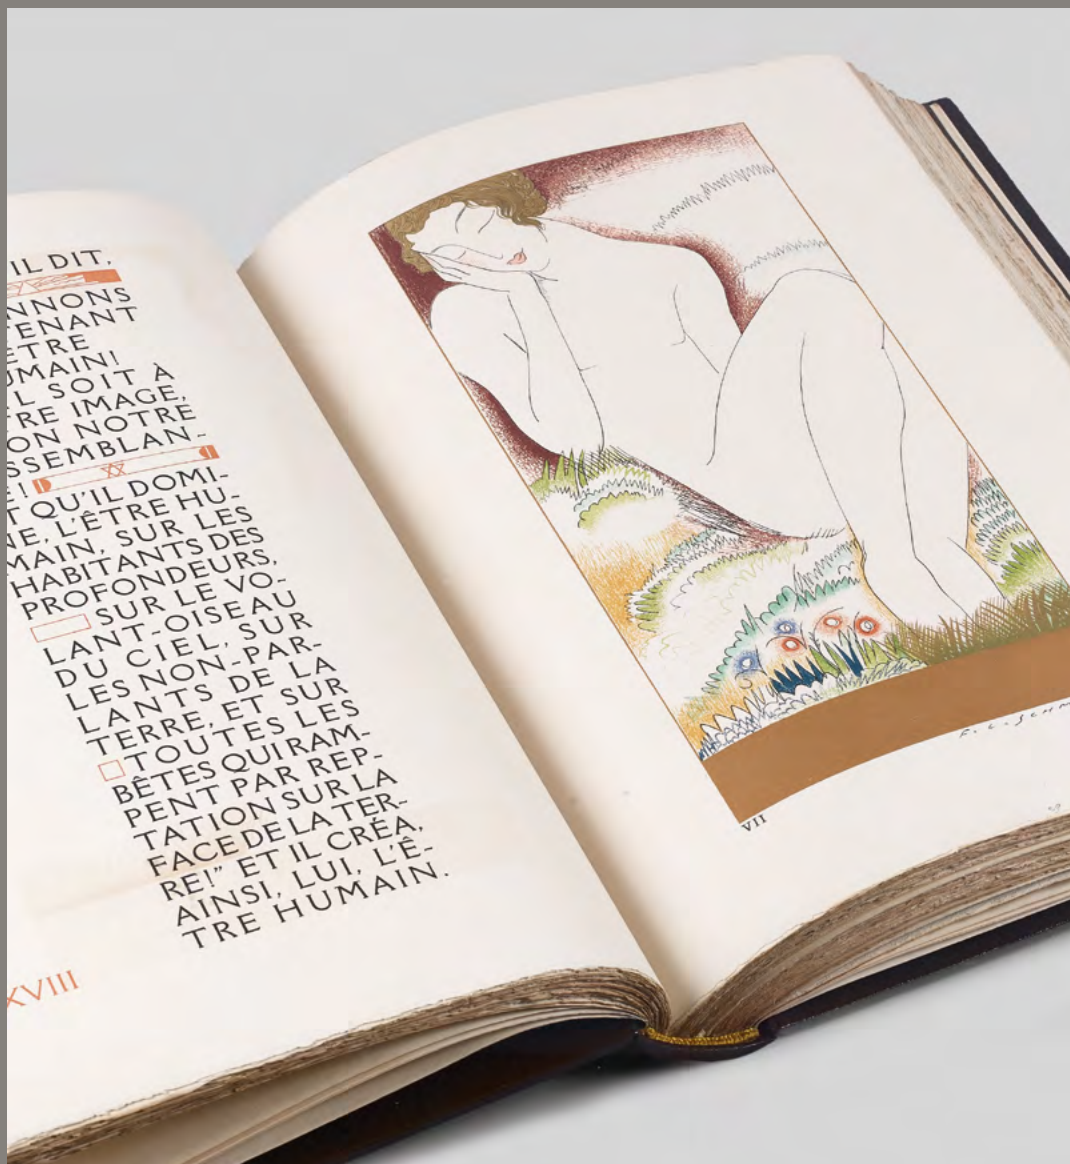 IL DIT,
NNONS
TENANT
ETRE
UMAIN!
L SOIT À
RE IMAGE,
ON NOTRE
SSEMBLAN-
E!
T QU'IL DOMI-
NE, L'ÊTRE HU-
MAIN, SUR LES
HABITANTS DES
PROFONDEURS,
SUR LE VO-
LANT-OISEAU
DU CIEL, SUR
LES NON-PAR-
LANTS DE LA
TERRE, ET SUR
TOUTES LES
BÊTES QUI RAM-
PENT PAR REP-
TATION SUR LA
FACE DE LA TER-
RE!” ET IL CRÉA,
AINSI, LUI, L'Ê-
TRE HUMAIN.
XVIII
F. L. SCHM
VII